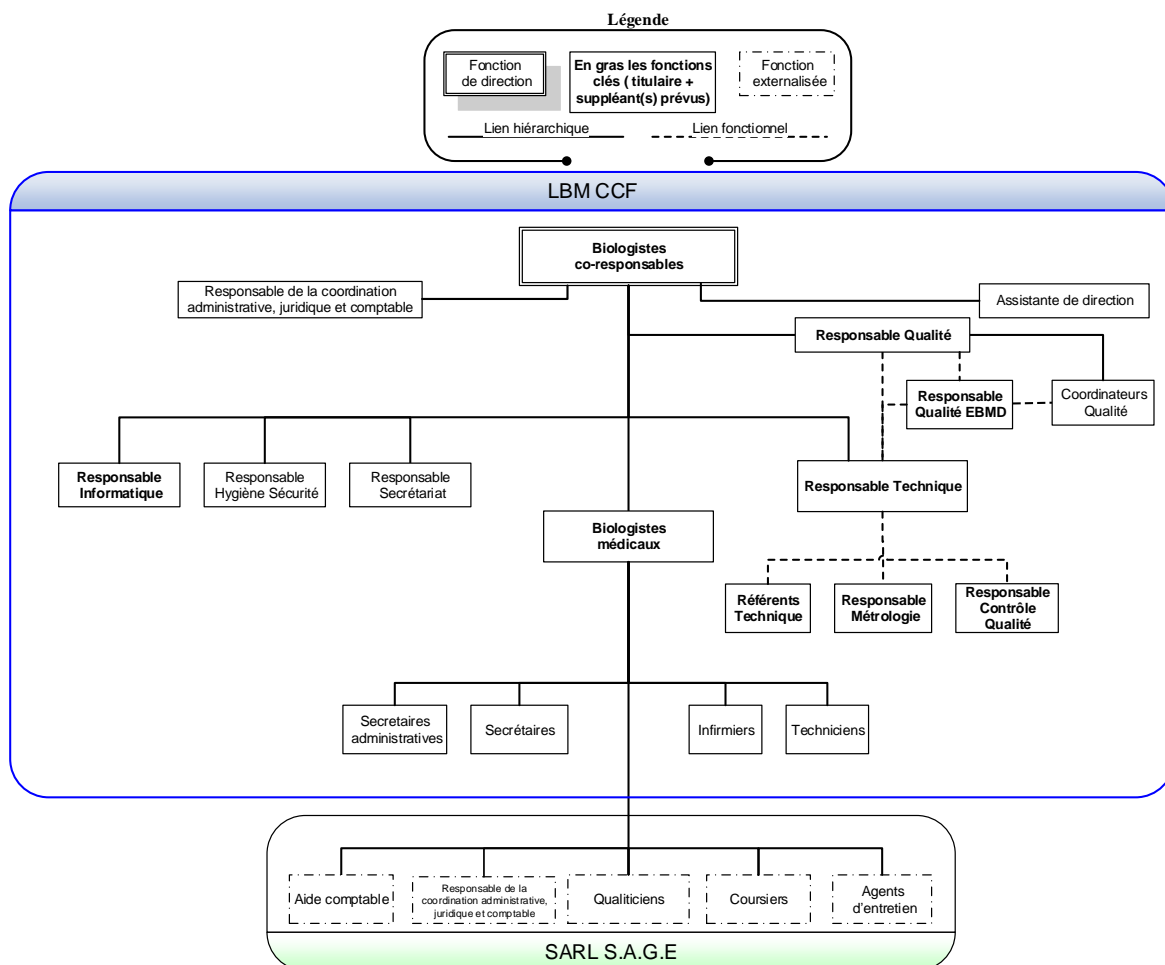 Légende
Fonction
de direction
En gras les fonctions
clés ( titulaire +
suppléant(s) prévus)
Fonction
externalisée
Lien hiérarchique
Lien fonctionnel
LBM CCF
Biologistes
co-responsables
Responsable de la coordination
administrative, juridique et comptable
Assistante de direction
Responsable Qualité
Responsable
Qualité EBMD
Coordinateurs
Qualité
Responsable
Informatique
Responsable
Hygiène Sécurité
Responsable
Secrétariat
Responsable Technique
Biologistes
médicaux
Référents
Technique
Responsable
Métrologie
Responsable
Contrôle
Qualité
Secretaires
administratives
Secrétaires
Infirmiers
Techniciens
Aide comptable
Responsable de la
coordination administrative,
juridique et comptable
Qualiticiens
Coursiers
Agents
d'entretien
SARL S.A.G.E